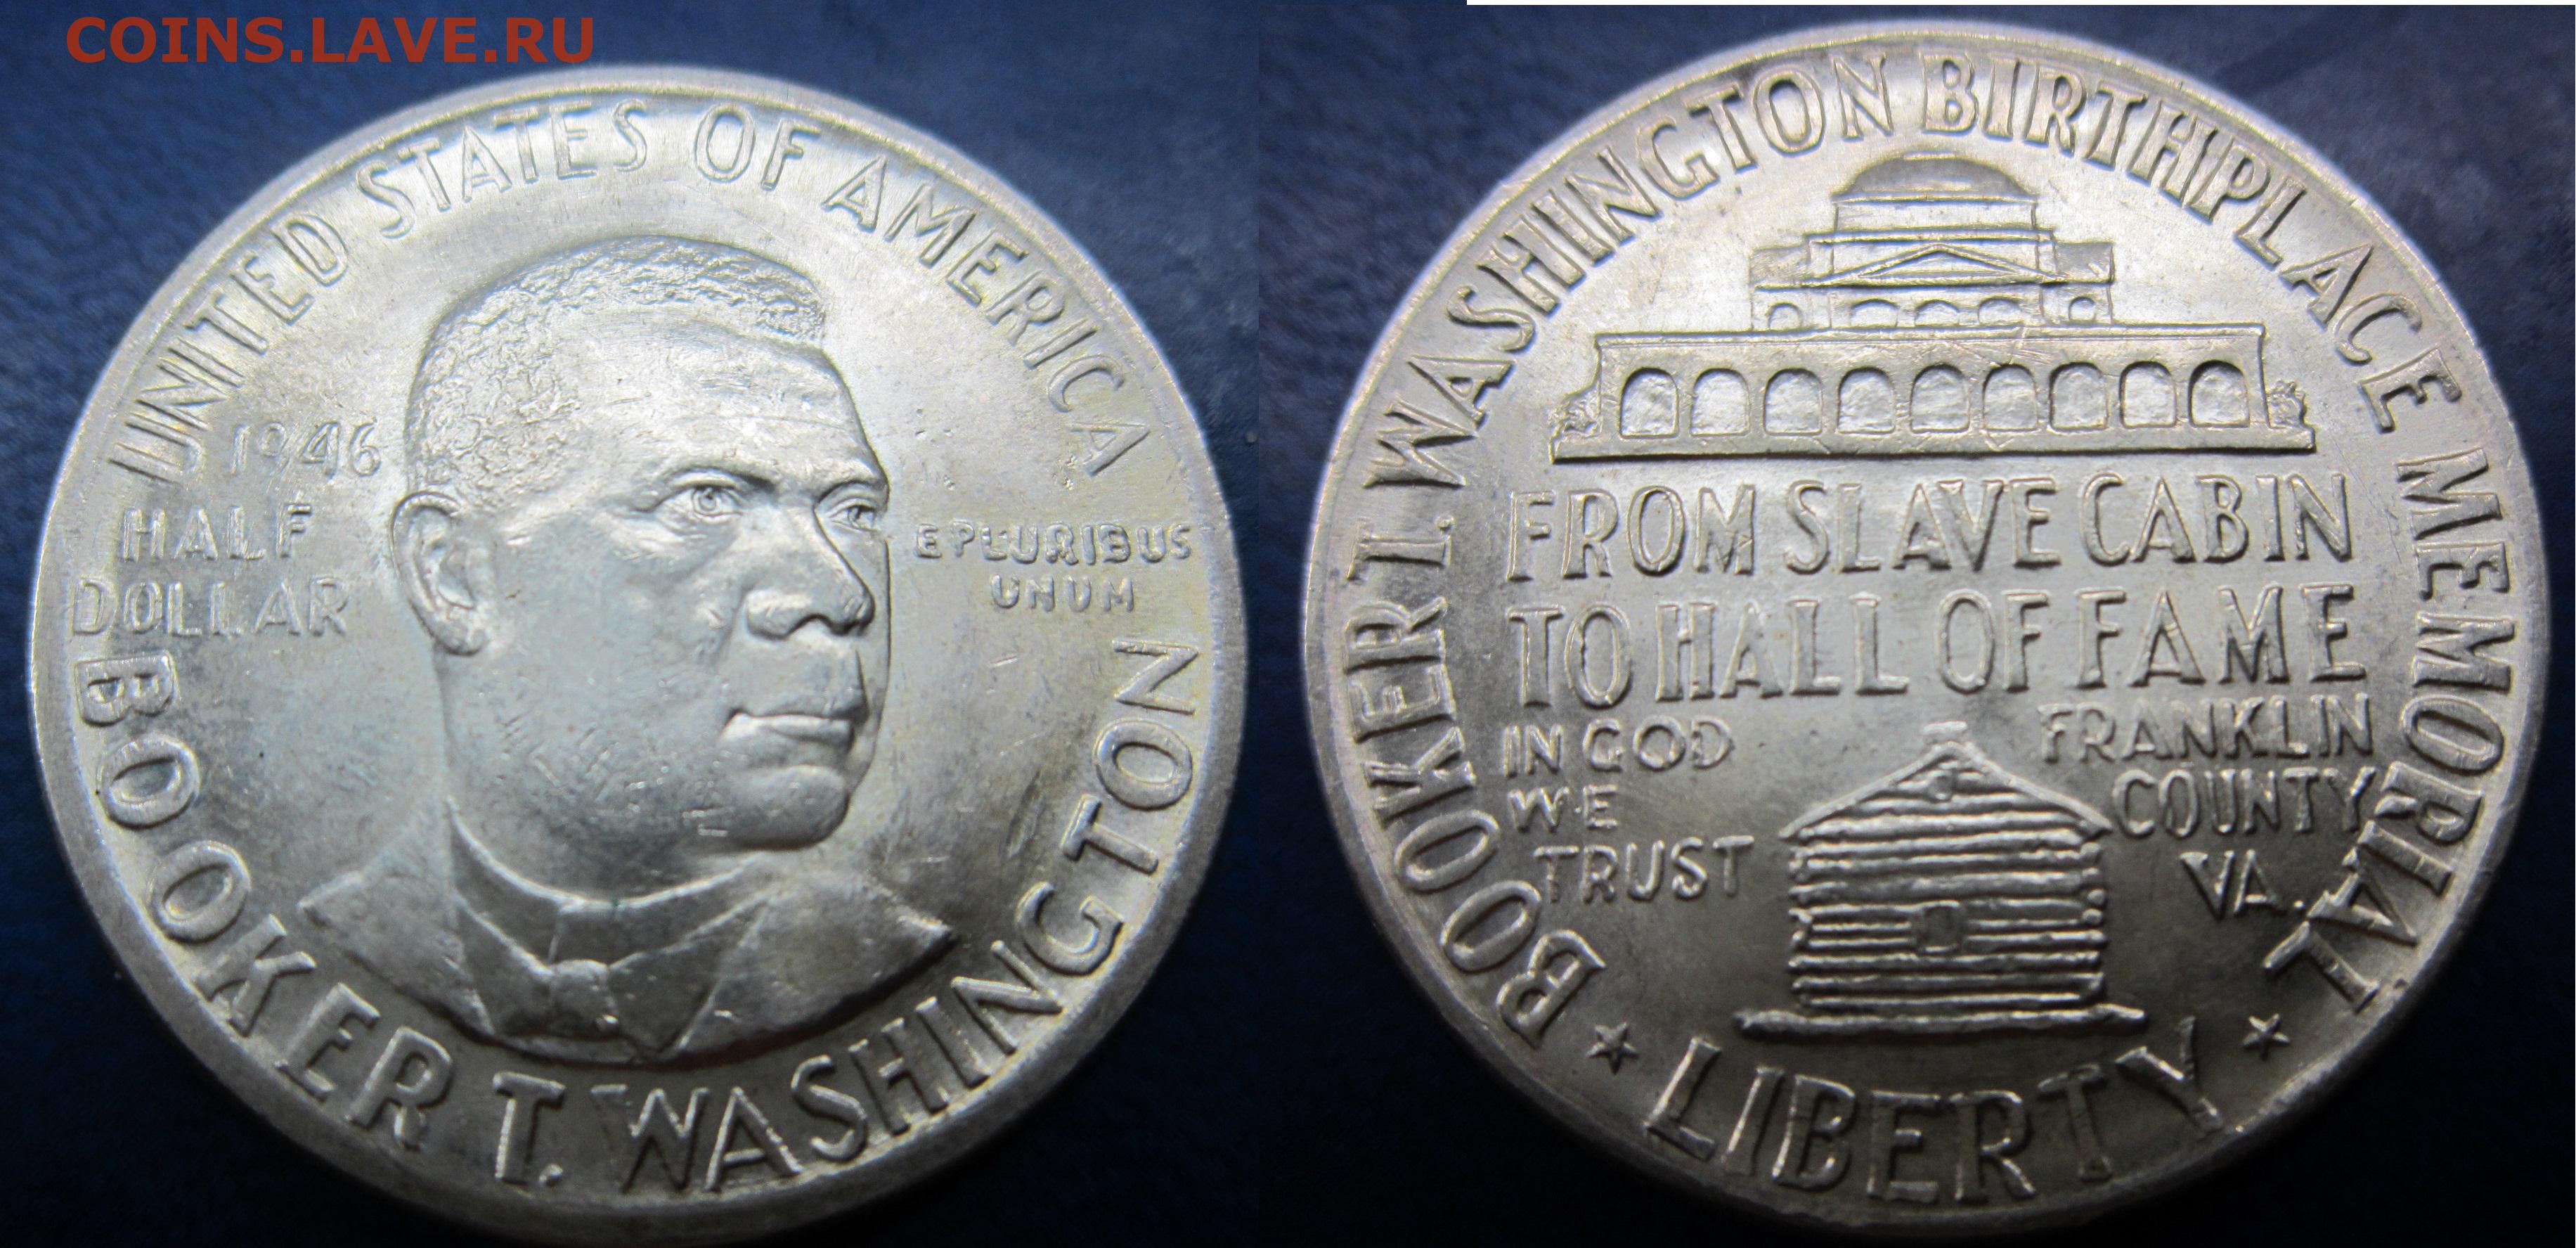 COINS.LAVE.RU
UNITED STATES OF AMERICA
1946
HALF
DOLLAR
E PLURIBUS
UNUM
BOOKER T. WASHINGTON
BOOKER T. WASHINGTON BIRTHPLACE MEMORIAL
FROM SLAVE CABIN
TO HALL OF FAME
IN GOD
WE
TRUST
FRANKLIN
COUNTY
VA.
★ LIBERTY ★